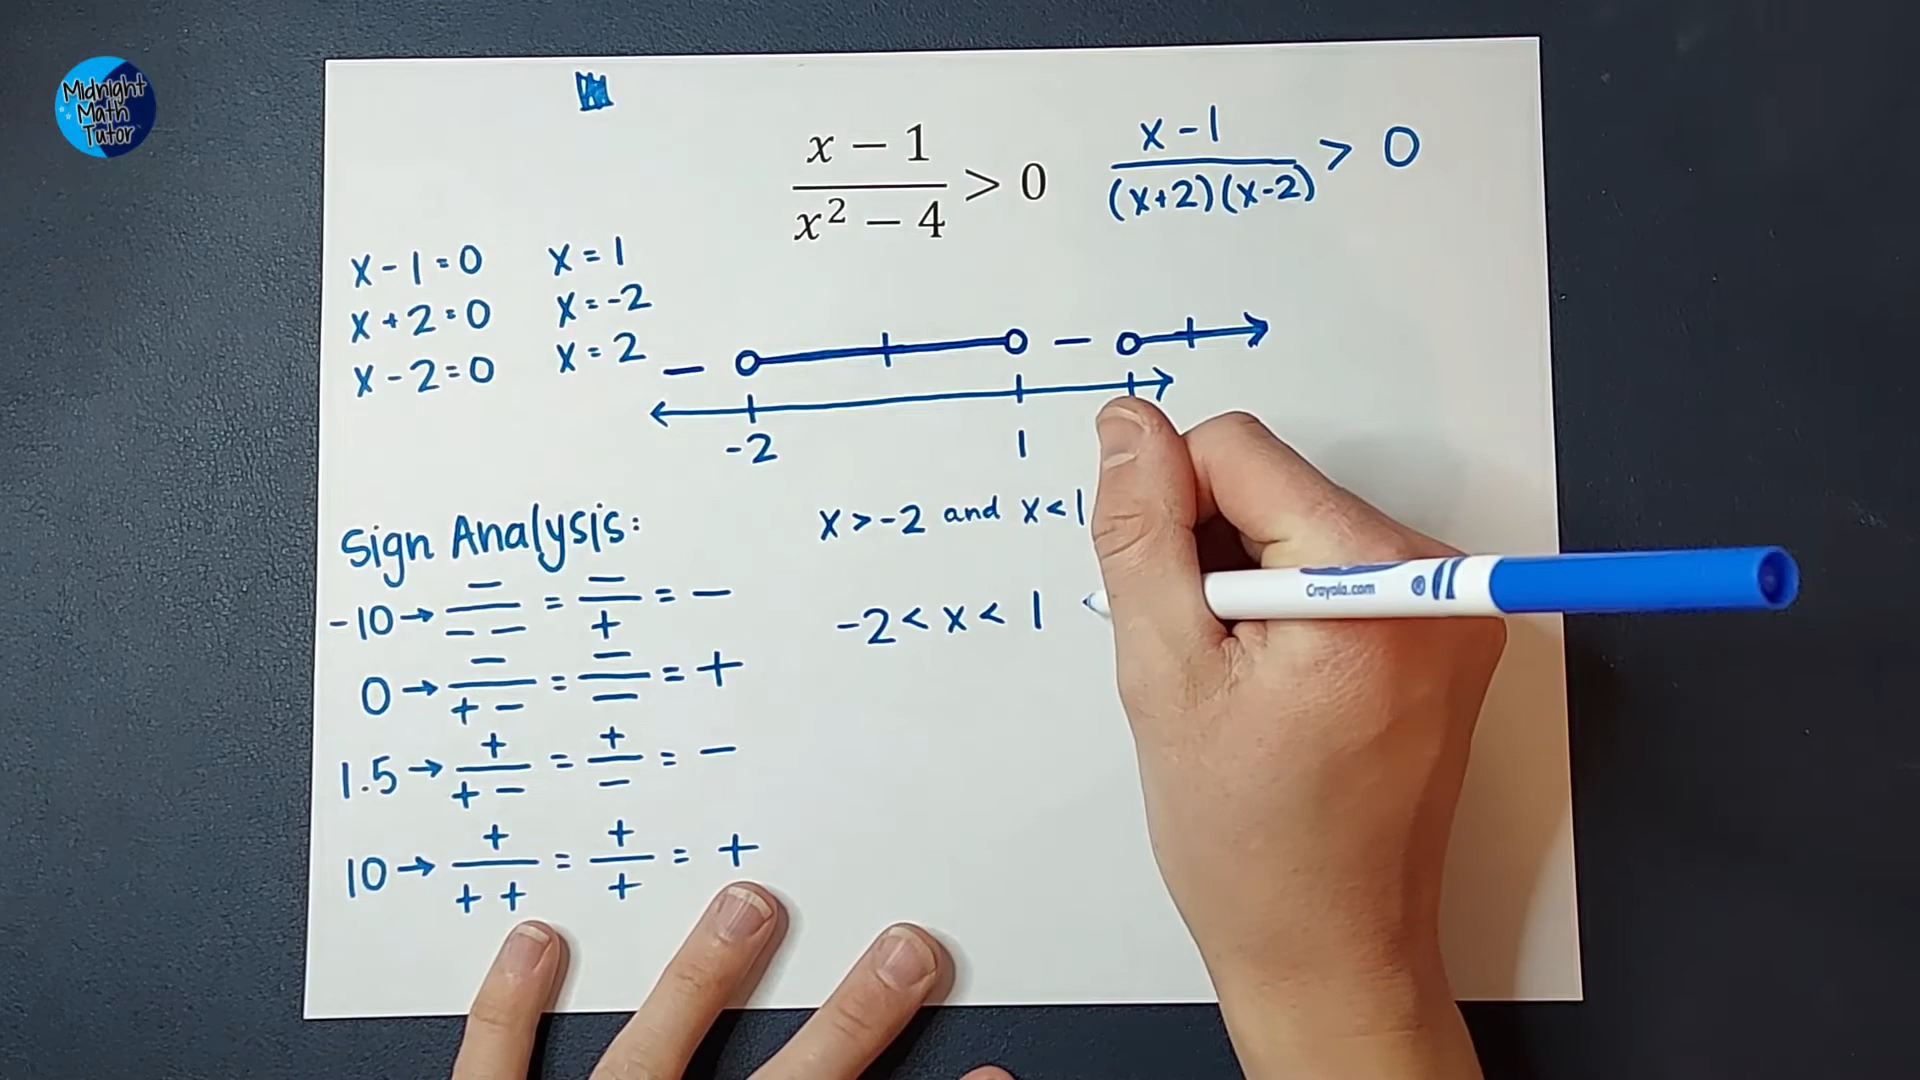 Midnight
Math
Tutor
x − 1
x² − 4
> 0
x - 1
(x+2)(x-2)
> 0
x - 1 = 0 x = 1
x + 2 = 0 x = -2
x - 2 = 0 x = 2
− + − +
-2 1
Sign Analysis:
x > -2 and x < 1
-2 < x < 1
-10 → − / − − = − / + = −
0 → − / + − = − / − = +
1.5 → + / + − = + / − = −
10 → + / + + = + / + = +
Crayola.com ®